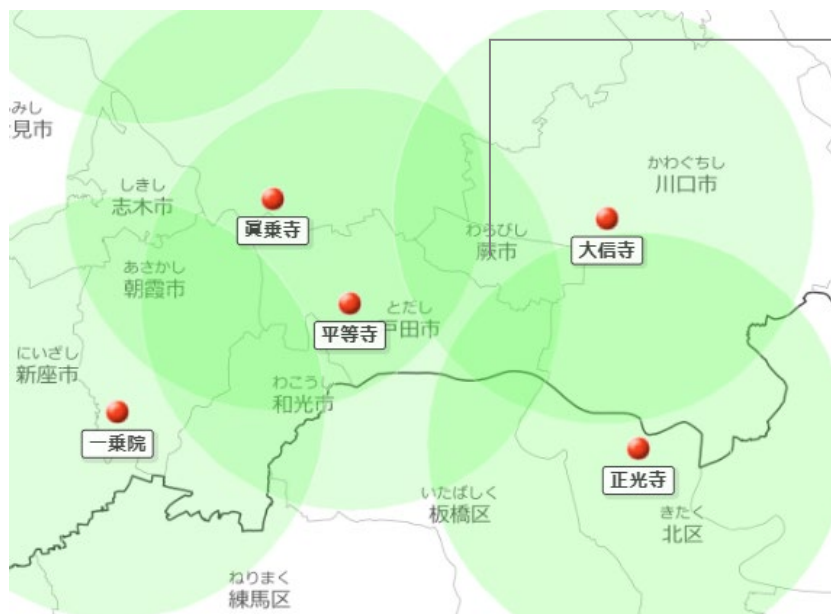 みし
見市
かわぐちし
川口市
しきし
志木市
眞乗寺
わらびし
蕨市
大信寺
あさかし
朝霞市
とだし
戸田市
平等寺
にいざし
新座市
わこうし
和光市
一乗院
正光寺
いたばしく
板橋区
きたく
北区
ねりまく
練馬区